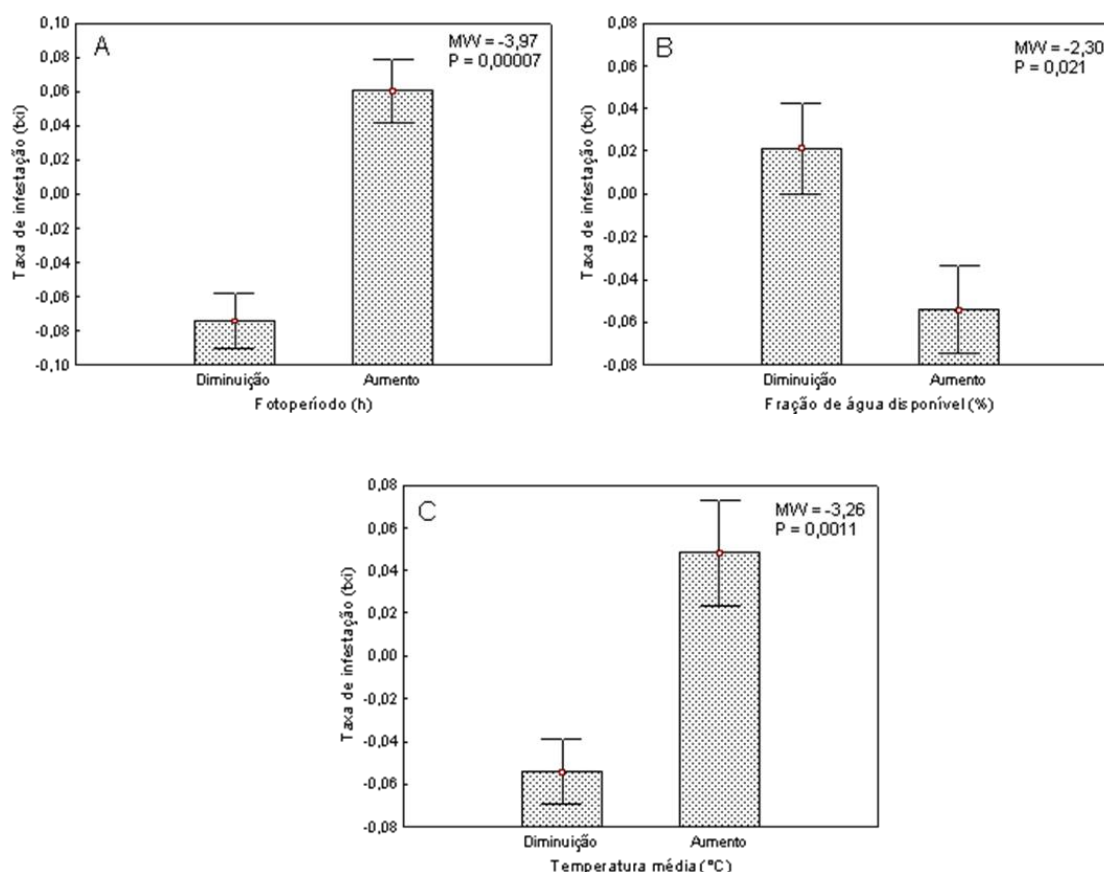 A
MW = -3,97
P = 0,00007
Taxa de infestação (txi)
0,10
0,08
0,06
0,04
0,02
0,00
-0,02
-0,04
-0,06
-0,08
-0,10
Diminuição
Aumento
Fotoperíodo (h)
B
MW = -2,30
P = 0,021
Taxa de infestação (txi)
0,08
0,06
0,04
0,02
0,00
-0,02
-0,04
-0,06
-0,08
Diminuição
Aumento
Fração de água disponível (%)
C
MW = -3,26
P = 0,0011
Taxa de infestação (txi)
0,08
0,06
0,04
0,02
0,00
-0,02
-0,04
-0,06
-0,08
Diminuição
Aumento
Temperatura média (°C)